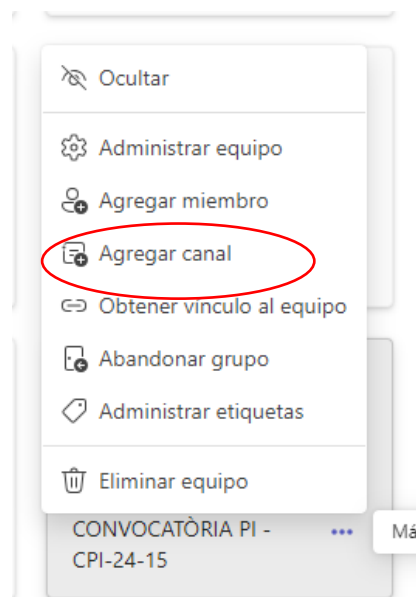 Ocultar
Administrar equipo
Agregar miembro
Agregar canal
Obtener vínculo al equipo
Abandonar grupo
Administrar etiquetas
Eliminar equipo
CONVOCATÒRIA PI -
CPI-24-15
Má